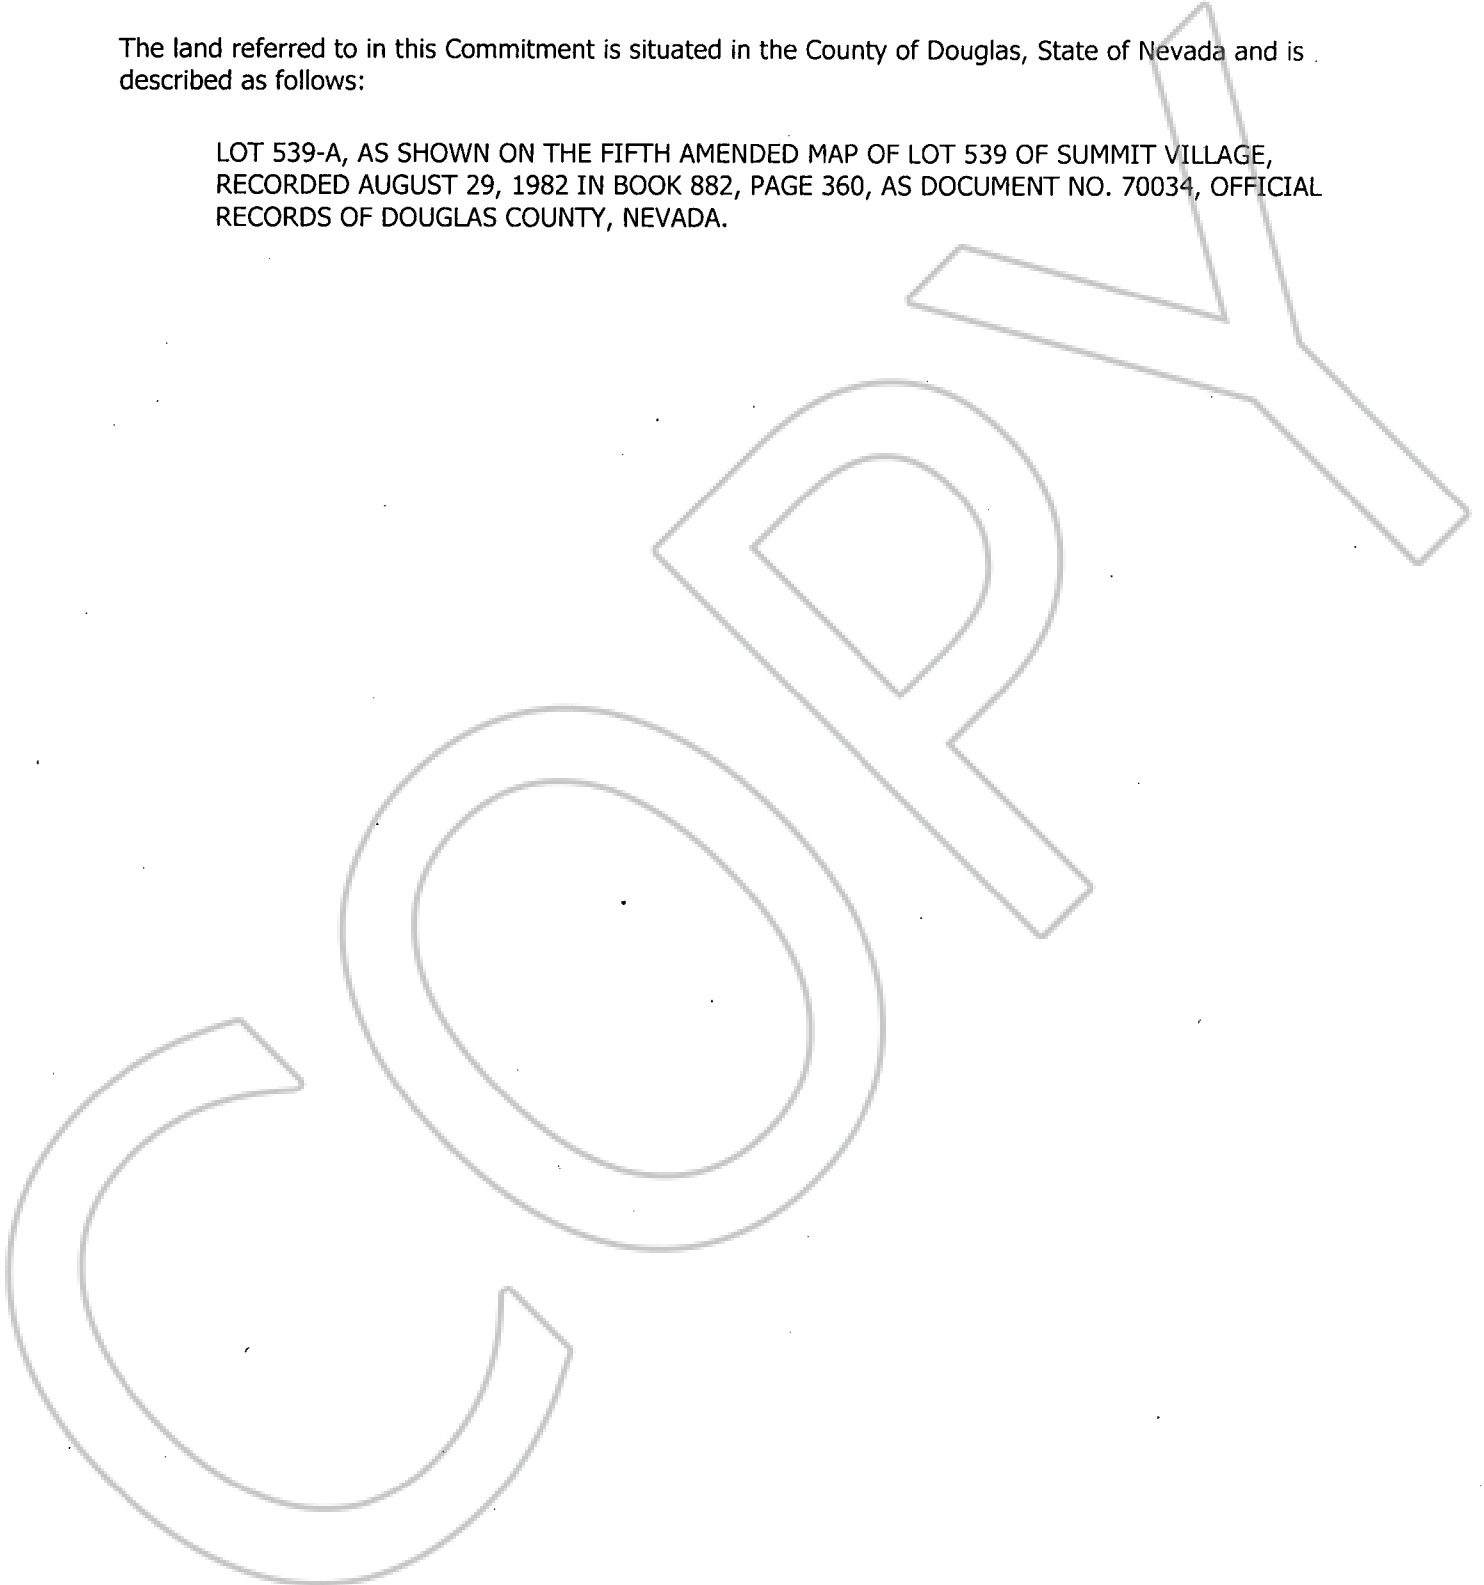 The land referred to in this Commitment is situated in the County of Douglas, State of Nevada and is
described as follows:
LOT 539-A, AS SHOWN ON THE FIFTH AMENDED MAP OF LOT 539 OF SUMMIT VILLAGE,
RECORDED AUGUST 29, 1982 IN BOOK 882, PAGE 360, AS DOCUMENT NO. 70034, OFFICIAL
RECORDS OF DOUGLAS COUNTY, NEVADA.
COPY